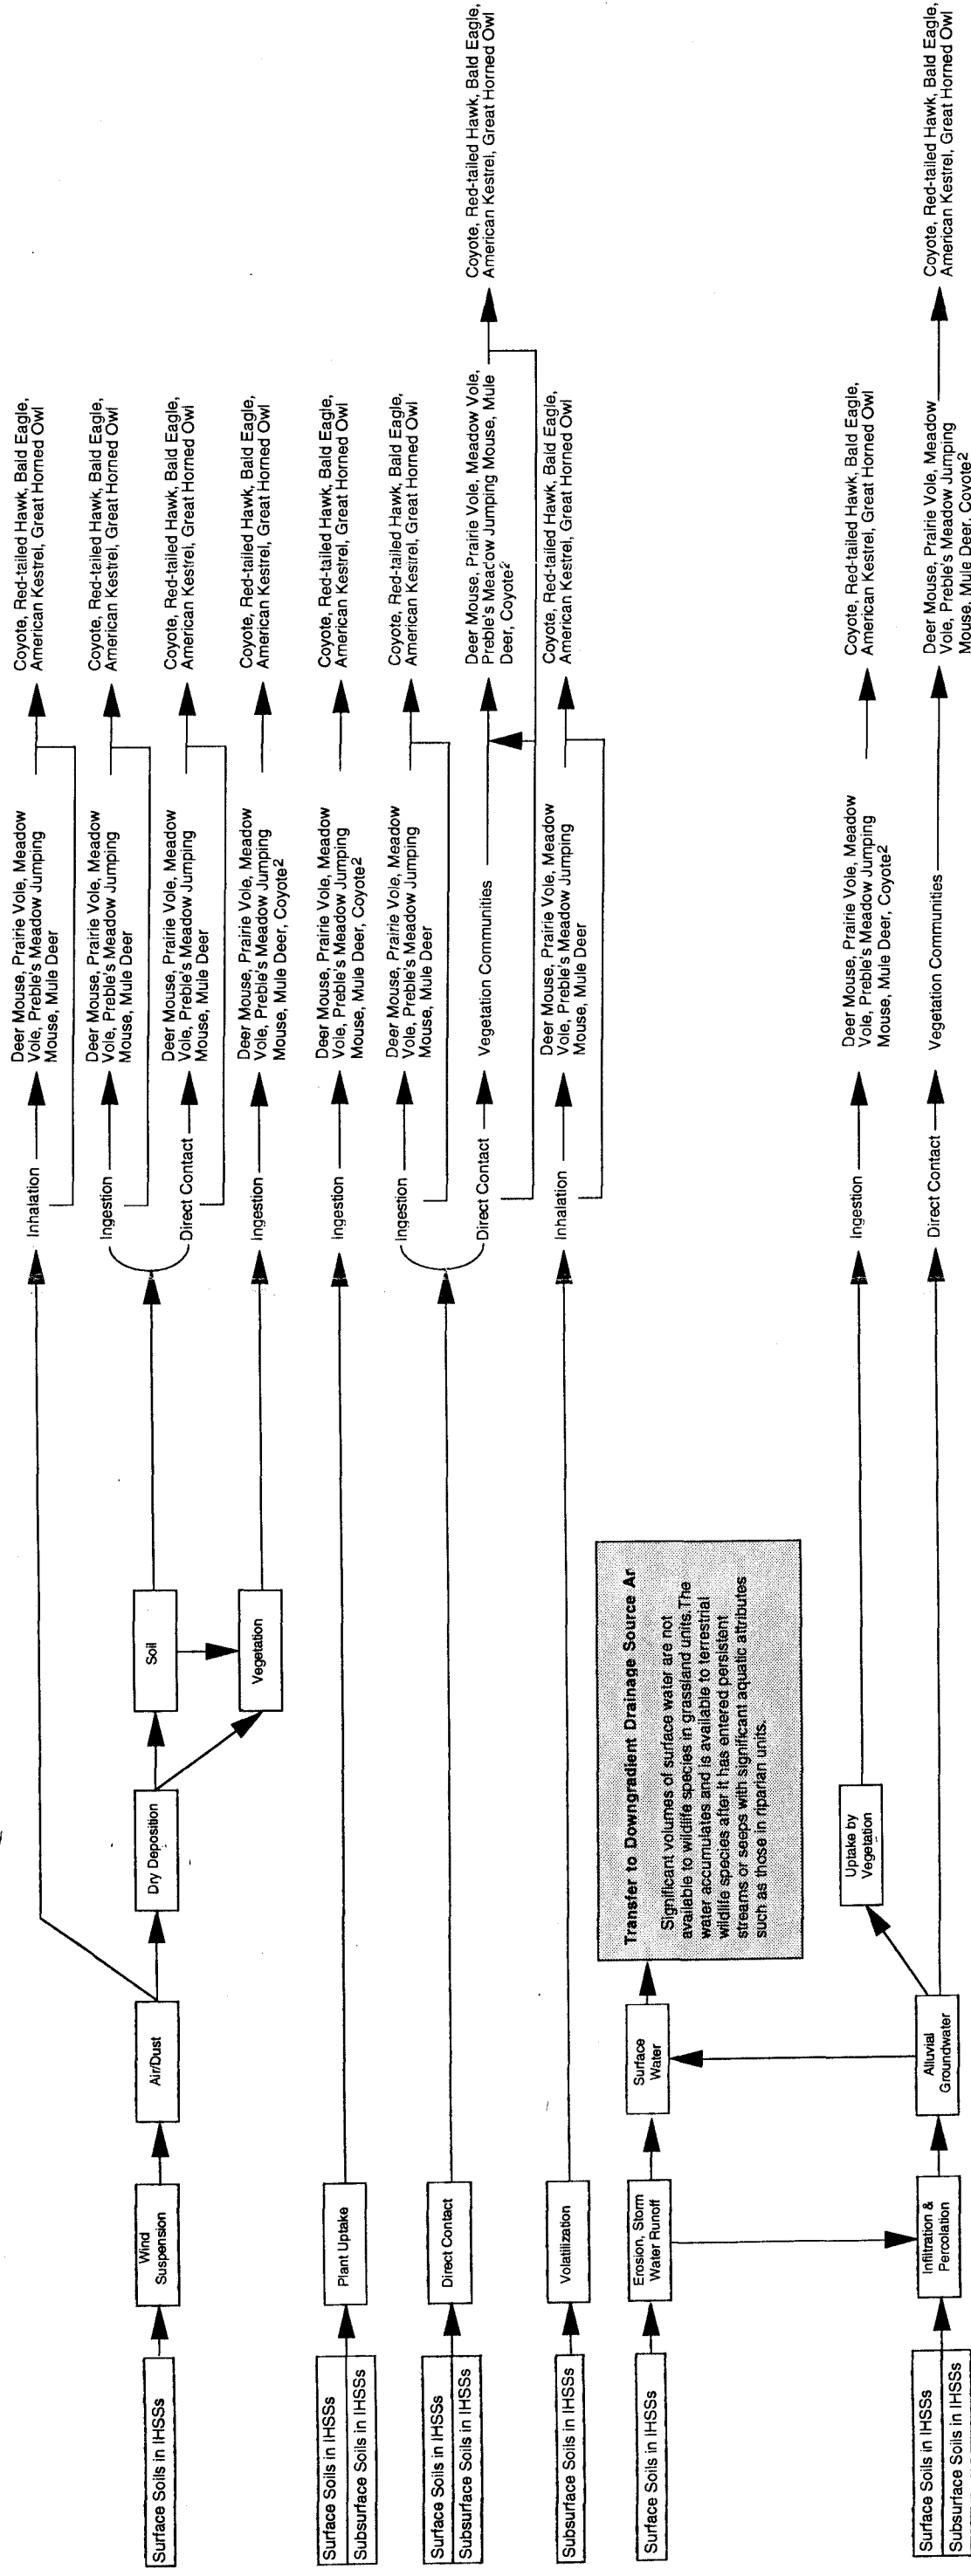 Surface Soils in IHSSs
Wind
Suspension
Air/Dust
Dry Deposition
Soil
Vegetation
Inhalation
Deer Mouse, Prairie Vole, Meadow
Vole, Preble's Meadow Jumping
Mouse, Mule Deer
Coyote, Red-tailed Hawk, Bald Eagle,
American Kestrel, Great Horned Owl
Ingestion
Deer Mouse, Prairie Vole, Meadow
Vole, Preble's Meadow Jumping
Mouse, Mule Deer
Coyote, Red-tailed Hawk, Bald Eagle,
American Kestrel, Great Horned Owl
Direct Contact
Deer Mouse, Prairie Vole, Meadow
Vole, Preble's Meadow Jumping
Mouse, Mule Deer
Coyote, Red-tailed Hawk, Bald Eagle,
American Kestrel, Great Horned Owl
Ingestion
Deer Mouse, Prairie Vole, Meadow
Vole, Preble's Meadow Jumping
Mouse, Mule Deer, Coyote²
Coyote, Red-tailed Hawk, Bald Eagle,
American Kestrel, Great Horned Owl
Surface Soils in IHSSs
Subsurface Soils in IHSSs
Plant Uptake
Ingestion
Deer Mouse, Prairie Vole, Meadow
Vole, Preble's Meadow Jumping
Mouse, Mule Deer, Coyote²
Coyote, Red-tailed Hawk, Bald Eagle,
American Kestrel, Great Horned Owl
Surface Soils in IHSSs
Subsurface Soils in IHSSs
Direct Contact
Ingestion
Deer Mouse, Prairie Vole, Meadow
Vole, Preble's Meadow Jumping
Mouse, Mule Deer
Coyote, Red-tailed Hawk, Bald Eagle,
American Kestrel, Great Horned Owl
Direct Contact
Vegetation Communities
Deer Mouse, Prairie Vole, Meadow Vole,
Preble's Meadow Jumping Mouse, Mule
Deer, Coyote²
Coyote, Red-tailed Hawk, Bald Eagle,
American Kestrel, Great Horned Owl
Subsurface Soils in IHSSs
Volatilization
Inhalation
Deer Mouse, Prairie Vole, Meadow
Vole, Preble's Meadow Jumping
Mouse, Mule Deer
Coyote, Red-tailed Hawk, Bald Eagle,
American Kestrel, Great Horned Owl
Surface Soils in IHSSs
Erosion, Storm
Water Runoff
Surface
Water
Transfer to Downgradient Drainage Source Ar
Significant volumes of surface water are not
available to wildlife species in grassland units.The
water accumulates and is available to terrestrial
wildlife species after it has entered persistent
streams or seeps with significant aquatic attributes
such as those in riparian units.
Surface Soils in IHSSs
Subsurface Soils in IHSSs
Infiltration &
Percolation
Alluvial
Groundwater
Uptake by
Vegetation
Ingestion
Deer Mouse, Prairie Vole, Meadow
Vole, Preble's Meadow Jumping
Mouse, Mule Deer, Coyote²
Coyote, Red-tailed Hawk, Bald Eagle,
American Kestrel, Great Horned Owl
Direct Contact
Vegetation Communities
Deer Mouse, Prairie Vole, Meadow
Vole, Preble's Meadow Jumping
Mouse, Mule Deer, Coyote²
Coyote, Red-tailed Hawk, Bald Eagle,
American Kestrel, Great Horned Owl